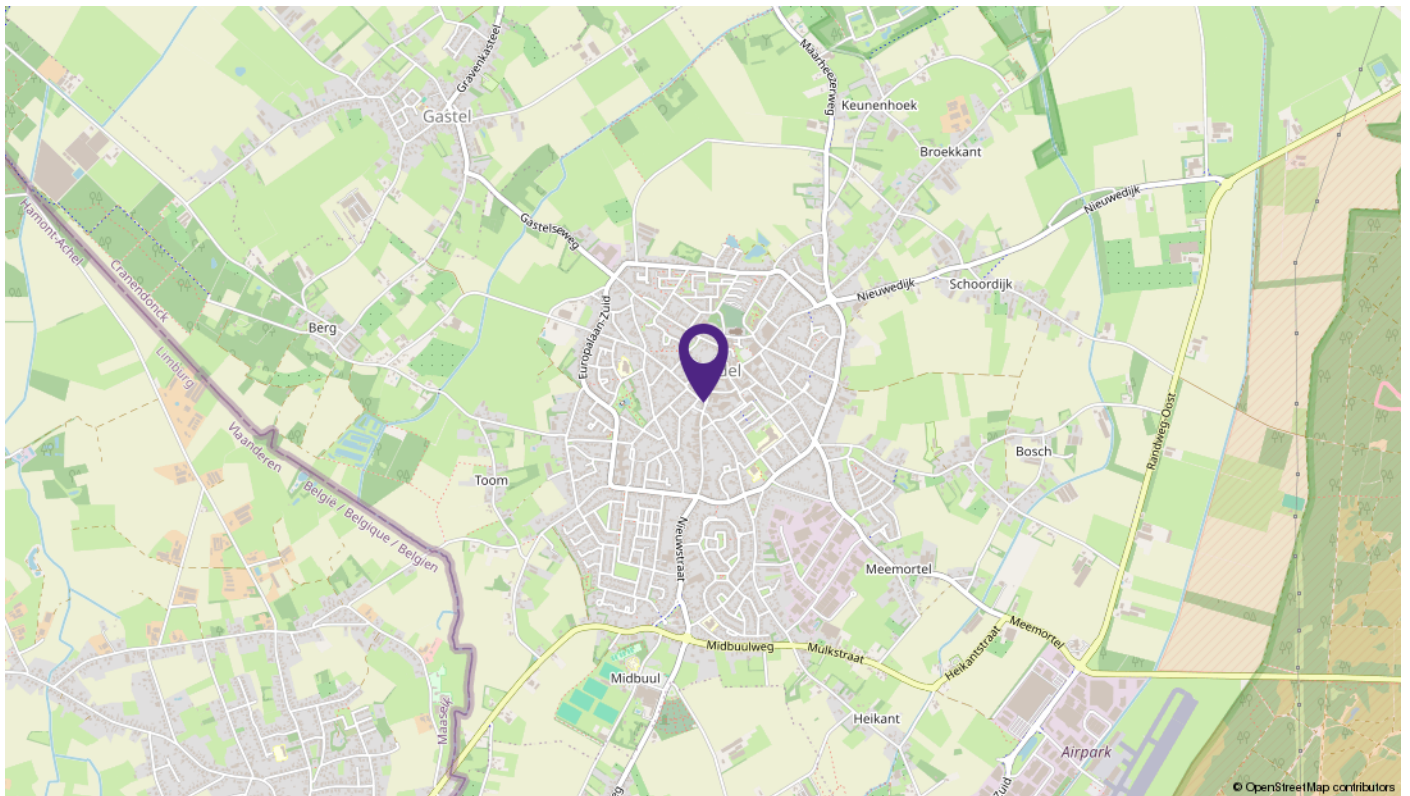 Gravenkasteel
Gastel
Maarheezerweg
Keunenhoek
Broekkant
Nieuwedijk
Gastelseweg
Hamont-Achel
Cranendonck
Schoordijk
Nieuwedijk
Berg
Europalaan-Zuid
Limburg
del
Vlaanderen
Randweg-Oost
Bosch
Toom
België / Belgique / Belgien
Nieuwstraat
Meemortel
Meemortel
Midbuulweg
Mulkstraat
Heikantstraat
Midbuul
Maaseik
Heikant
Airpark
Zuid
© OpenStreetMap contributors